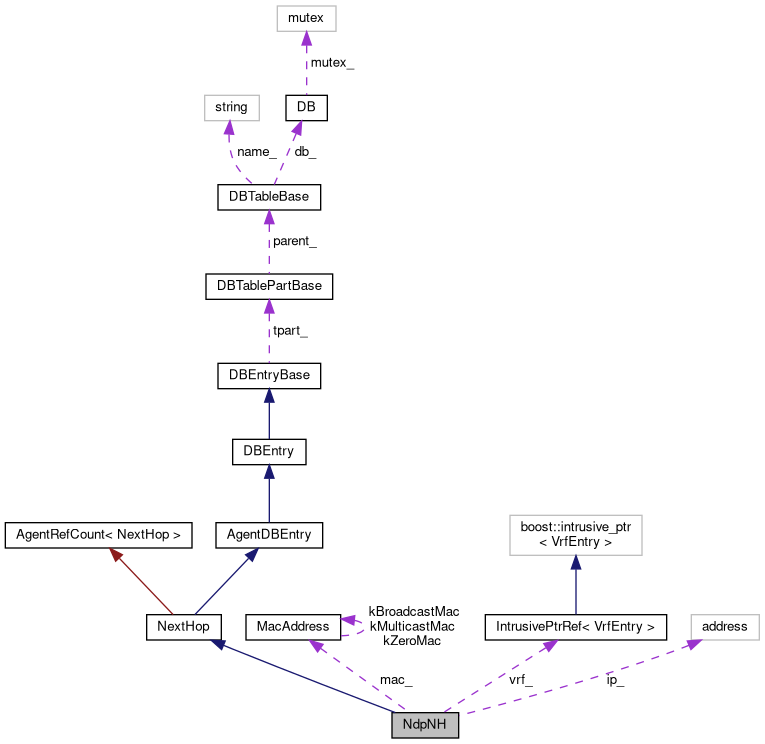 mutex
mutex_
string
DB
name_
db_
DBTableBase
parent_
DBTablePartBase
tpart_
DBEntryBase
DBEntry
boost::intrusive_ptr
< VrfEntry >
AgentRefCount< NextHop >
AgentDBEntry
kBroadcastMac
kMulticastMac
kZeroMac
NextHop
MacAddress
IntrusivePtrRef< VrfEntry >
address
mac_
vrf_
ip_
NdpNH